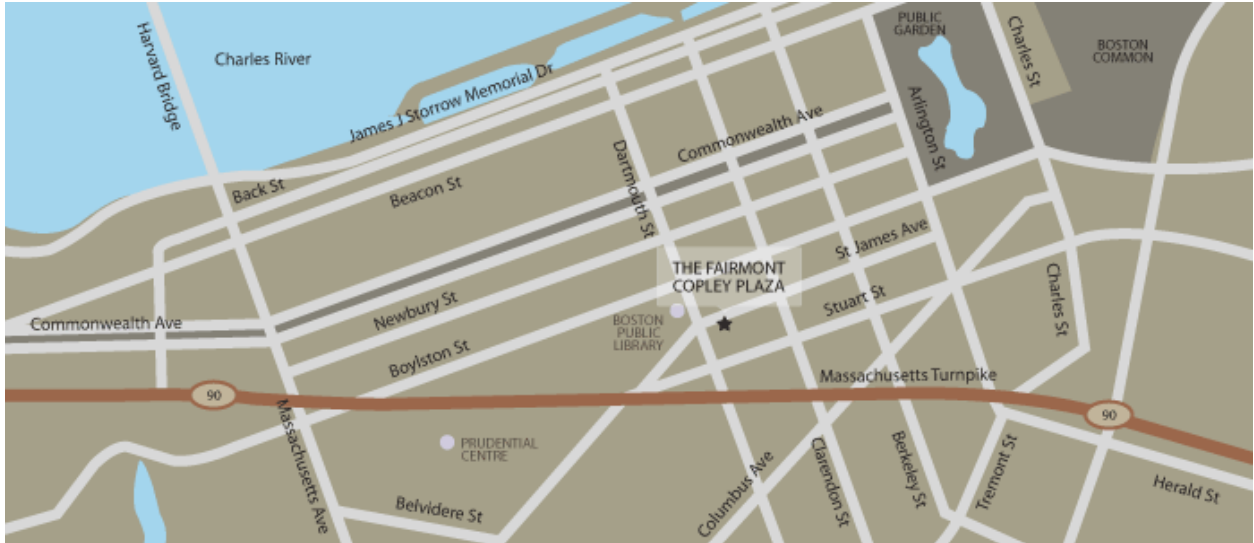 Harvard Bridge
Charles River
James J Storrow Memorial Dr
PUBLIC
GARDEN
Charles St
BOSTON
COMMON
Arlington St
Commonwealth Ave
Dartmouth St
Back St
Beacon St
St James Ave
THE FAIRMONT
COPLEY PLAZA
Newbury St
Stuart St
Charles St
Commonwealth Ave
BOSTON
PUBLIC
LIBRARY
Boylston St
Massachusetts Turnpike
90
90
Massachusetts Ave
PRUDENTIAL
CENTRE
Belvidere St
Columbus Ave
Clarendon St
Berkeley St
Tremont St
Herald St